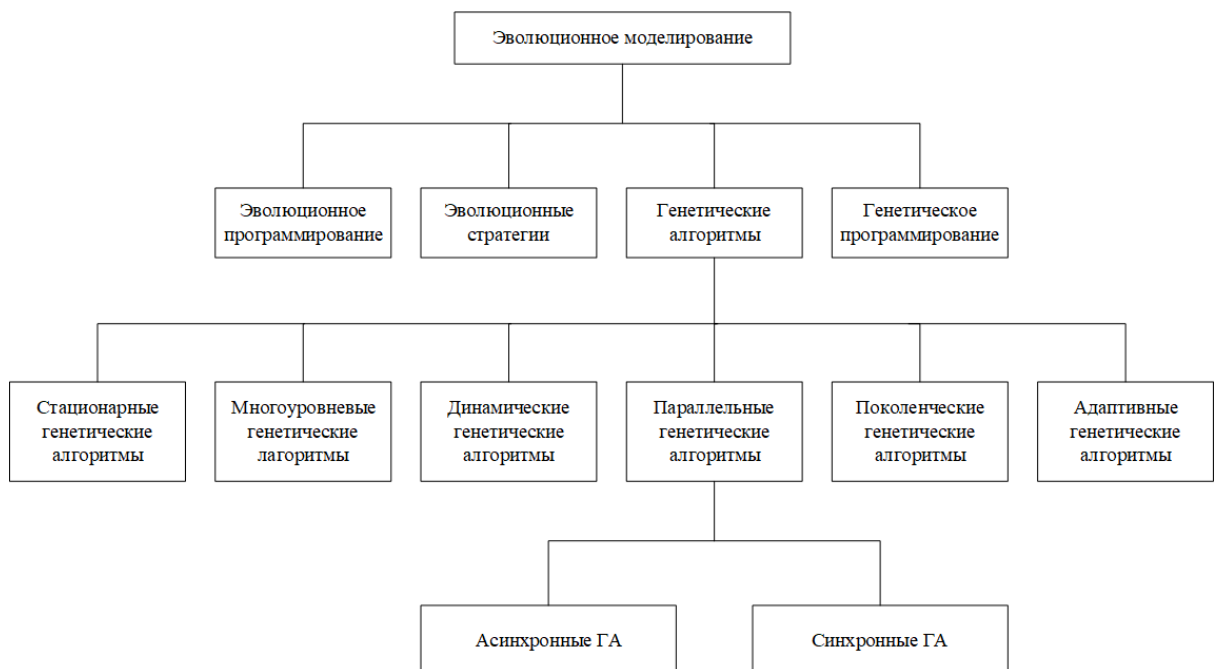 Эволюционное моделирование
Эволюционное
программирование
Эволюционные
стратегии
Генетические
алгоритмы
Генетическое
программирование
Стационарные
генетические
алгоритмы
Многоуровневые
генетические
лагоритмы
Динамические
генетические
алгоритмы
Параллельные
генетические
алгоритмы
Поколенческие
генетические
алгоритмы
Адаптивные
генетические
алгоритмы
Асинхронные ГА
Синхронные ГА